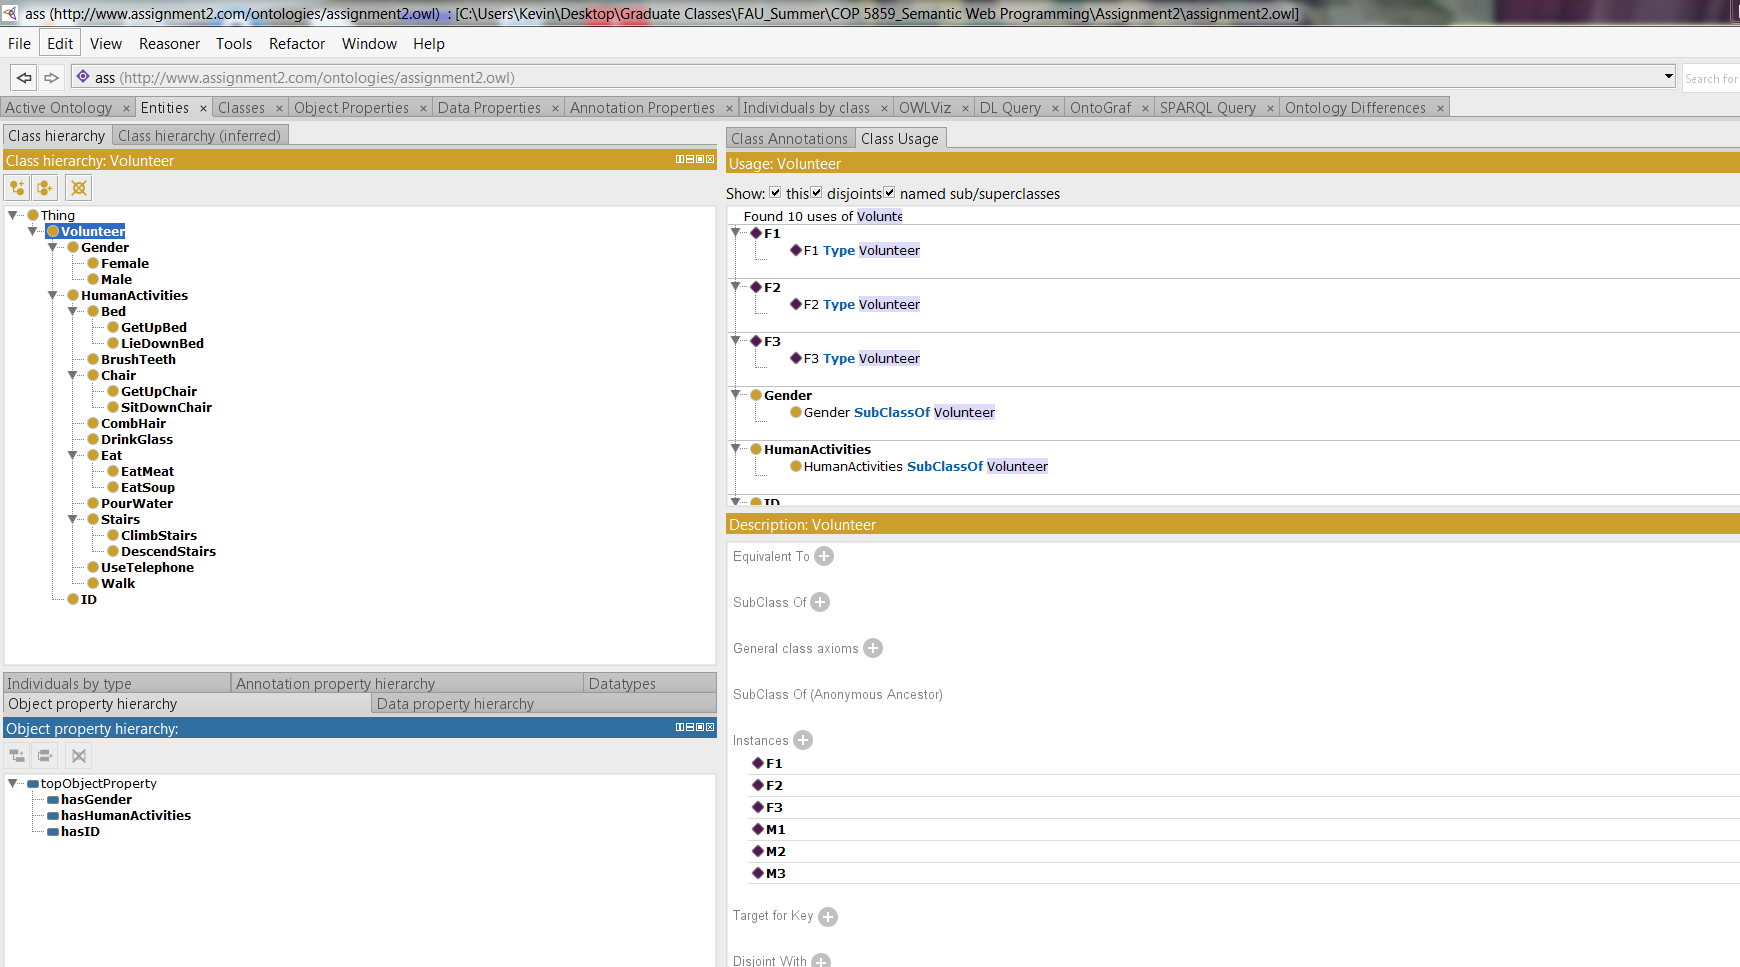 ass (http://www.assignment2.com/ontologies/assignment2.owl) : [C:\Users\Kevin\Desktop\Graduate Classes\FAU_Summer\COP 5859_Semantic Web Programming\Assignment2\assignment2.owl]
File Edit View Reasoner Tools Refactor Window Help
ass (http://www.assignment2.com/ontologies/assignment2.owl) Search for
Active Ontology × Entities × Classes × Object Properties × Data Properties × Annotation Properties × Individuals by class × OWLViz × DL Query × OntoGraf × SPARQL Query × Ontology Differences ×
Class hierarchy Class hierarchy (inferred)
Class hierarchy: Volunteer
Thing
Volunteer
Gender
Female
Male
HumanActivities
Bed
GetUpBed
LieDownBed
BrushTeeth
Chair
GetUpChair
SitDownChair
CombHair
DrinkGlass
Eat
EatMeat
EatSoup
PourWater
Stairs
ClimbStairs
DescendStairs
UseTelephone
Walk
ID
Individuals by type Annotation property hierarchy Datatypes
Object property hierarchy Data property hierarchy
Object property hierarchy:
topObjectProperty
hasGender
hasHumanActivities
hasID
Class Annotations Class Usage
Usage: Volunteer
Show: this disjoints named sub/superclasses
Found 10 uses of Volunte
F1
F1 Type Volunteer
F2
F2 Type Volunteer
F3
F3 Type Volunteer
Gender
Gender SubClassOf Volunteer
HumanActivities
HumanActivities SubClassOf Volunteer
ID
Description: Volunteer
Equivalent To
SubClass Of
General class axioms
SubClass Of (Anonymous Ancestor)
Instances
F1
F2
F3
M1
M2
M3
Target for Key
Disjoint With